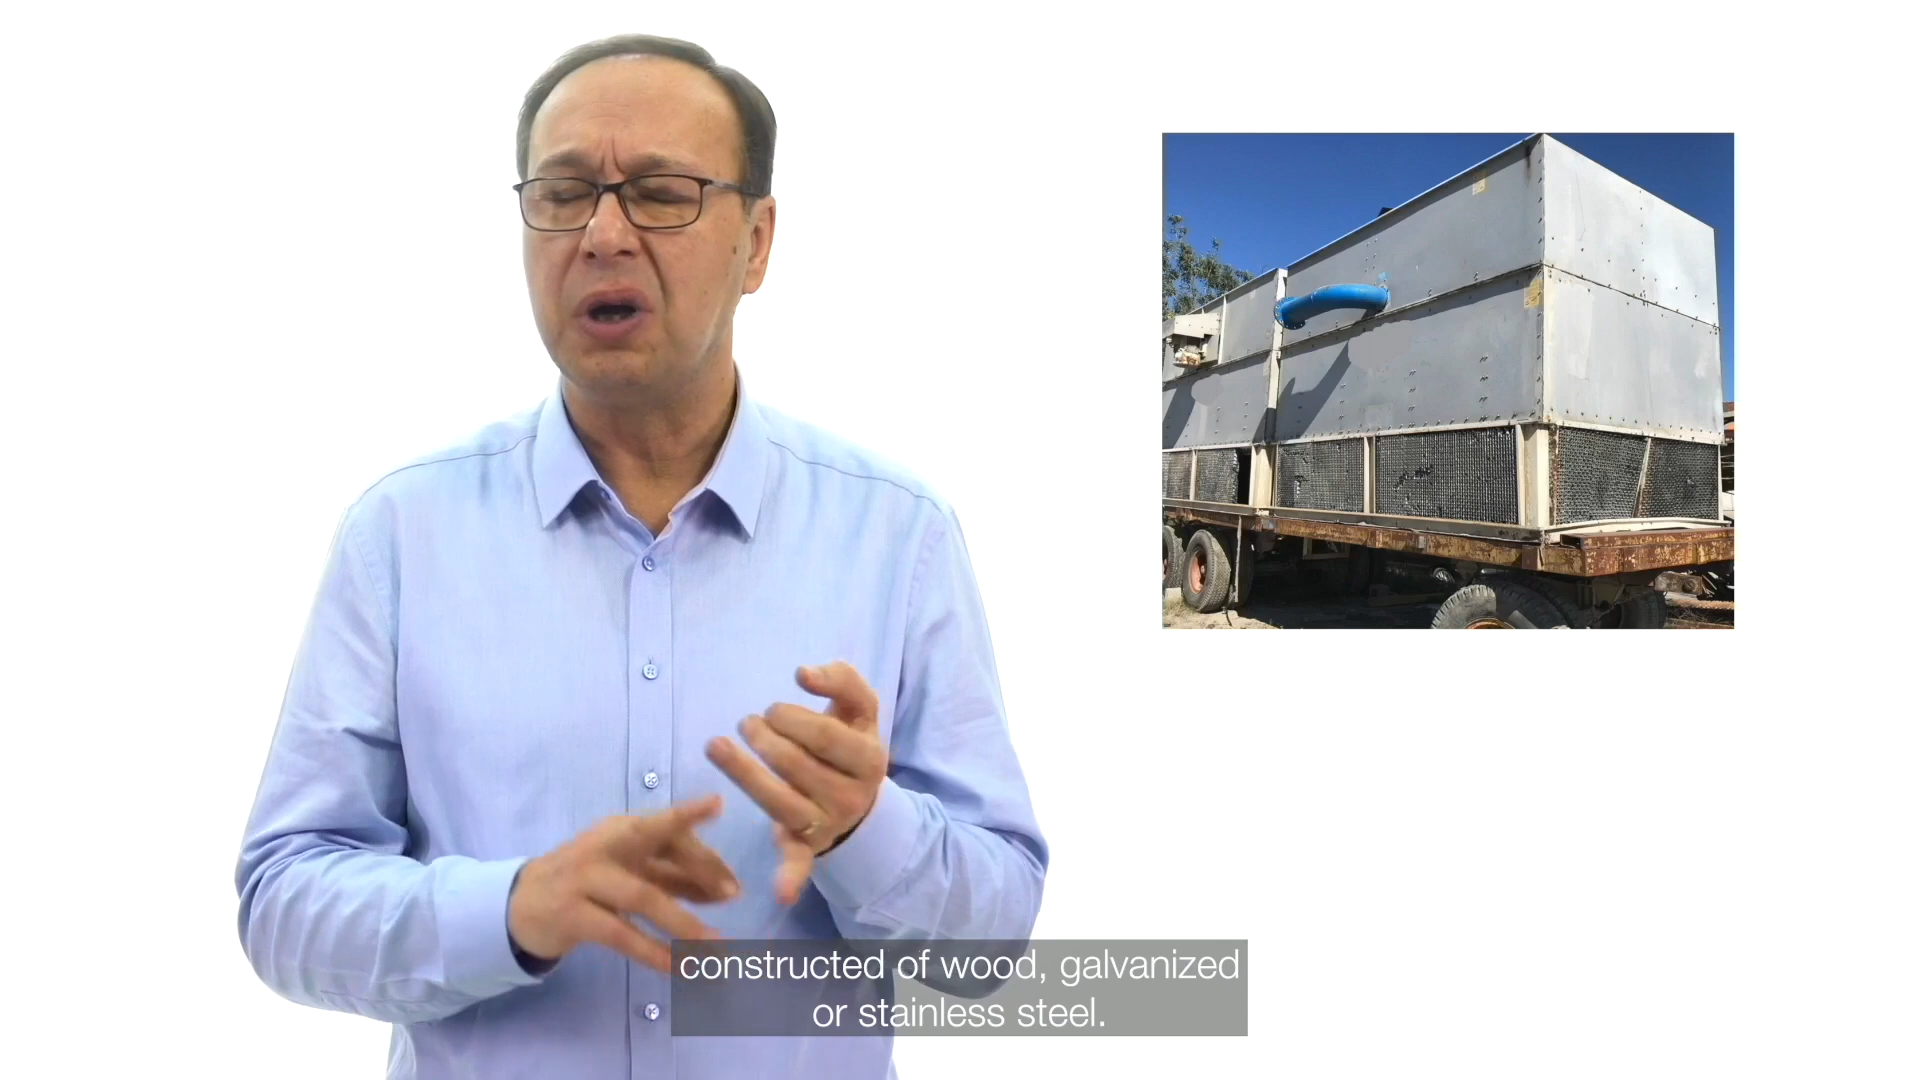 constructed of wood, galvanized
or stainless steel.